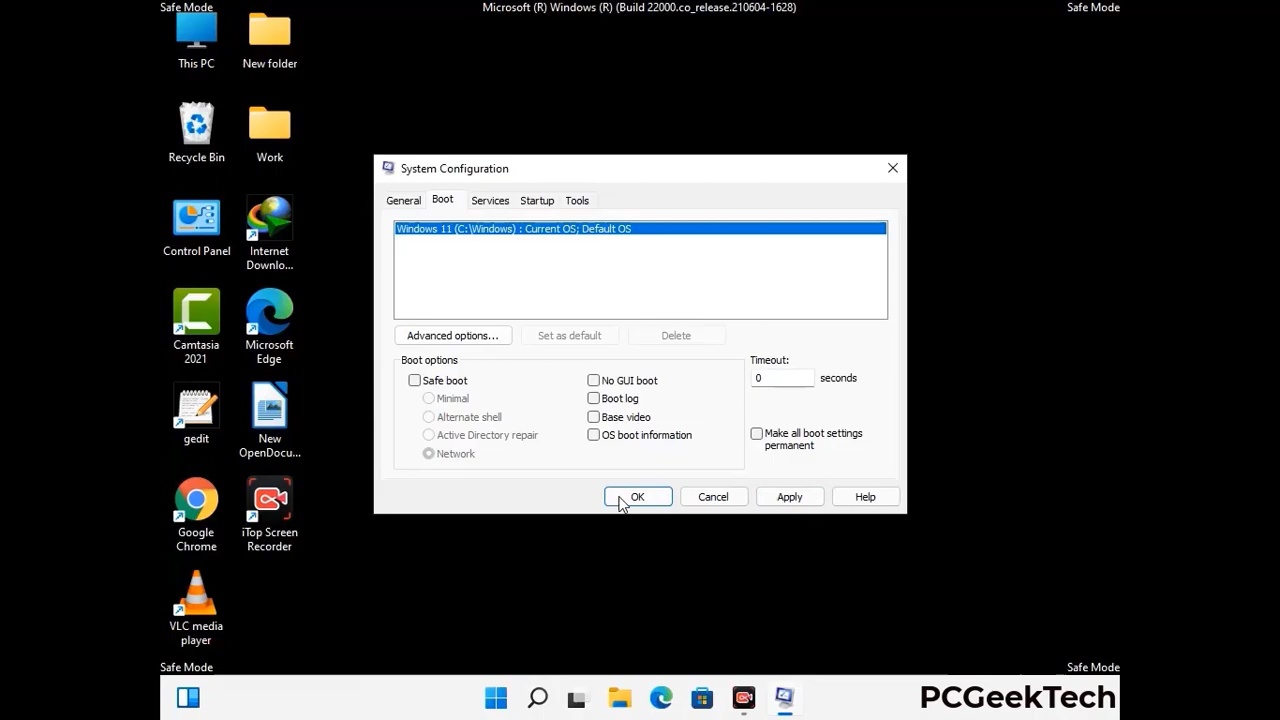 Safe Mode
Microsoft (R) Windows (R) (Build 22000.co_release.210604-1628)
Safe Mode
This PC
New folder
Recycle Bin
Work
Control Panel
Internet
Downlo...
Camtasia
2021
Microsoft
Edge
gedit
New
OpenDocu...
Google
Chrome
iTop Screen
Recorder
VLC media
player
System Configuration
General
Boot
Services
Startup
Tools
Windows 11 (C:\Windows) : Current OS; Default OS
Advanced options...
Set as default
Delete
Boot options
Safe boot
Minimal
Alternate shell
Active Directory repair
Network
No GUI boot
Boot log
Base video
OS boot information
Timeout:
0 seconds
Make all boot settings
permanent
OK
Cancel
Apply
Help
Safe Mode
Safe Mode
PCGeekTech